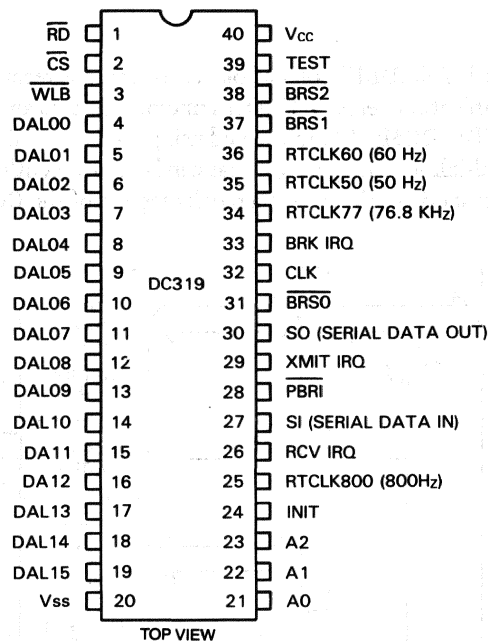 RD 1 40 Vcc
CS 2 39 TEST
WLB 3 38 BRS2
DAL00 4 37 BRS1
DAL01 5 36 RTCLK60 (60 Hz)
DAL02 6 35 RTCLK50 (50 Hz)
DAL03 7 34 RTCLK77 (76.8 KHz)
DAL04 8 33 BRK IRQ
DAL05 9 32 CLK
DC319
DAL06 10 31 BRS0
DAL07 11 30 SO (SERIAL DATA OUT)
DAL08 12 29 XMIT IRQ
DAL09 13 28 PBRI
DAL10 14 27 SI (SERIAL DATA IN)
DA11 15 26 RCV IRQ
DA12 16 25 RTCLK800 (800Hz)
DAL13 17 24 INIT
DAL14 18 23 A2
DAL15 19 22 A1
Vss 20 21 A0
TOP VIEW